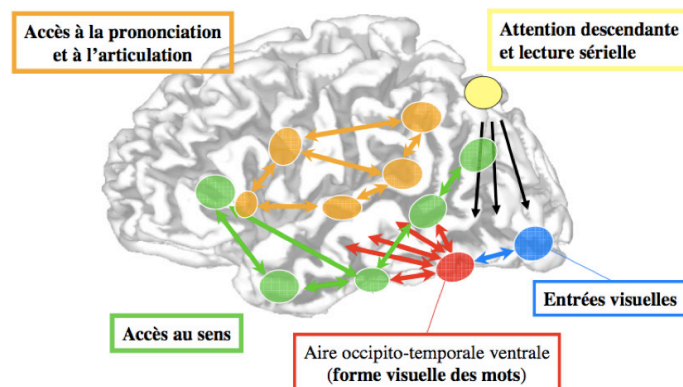 Accès à la prononciation
et à l'articulation
Attention descendante
et lecture sérielle
Entrées visuelles
Accès au sens
Aire occipito-temporale ventrale
(forme visuelle des mots)